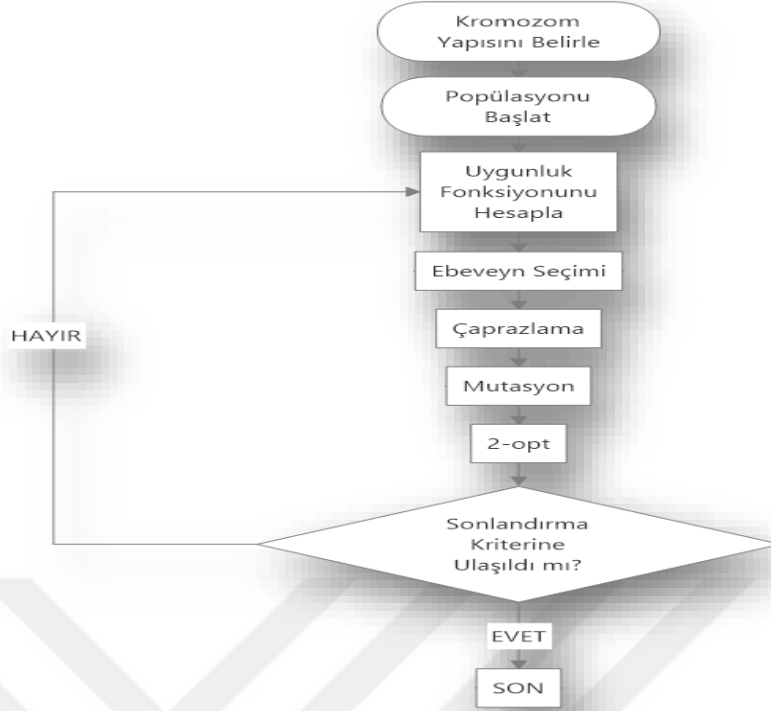 Kromozom
Yapısını Belirle
Popülasyonu
Başlat
Uygunluk
Fonksiyonunu
Hesapla
Ebeveyn Seçimi
Çaprazlama
HAYIR
Mutasyon
2-opt
Sonlandırma
Kriterine
Ulaşıldı mı?
EVET
SON